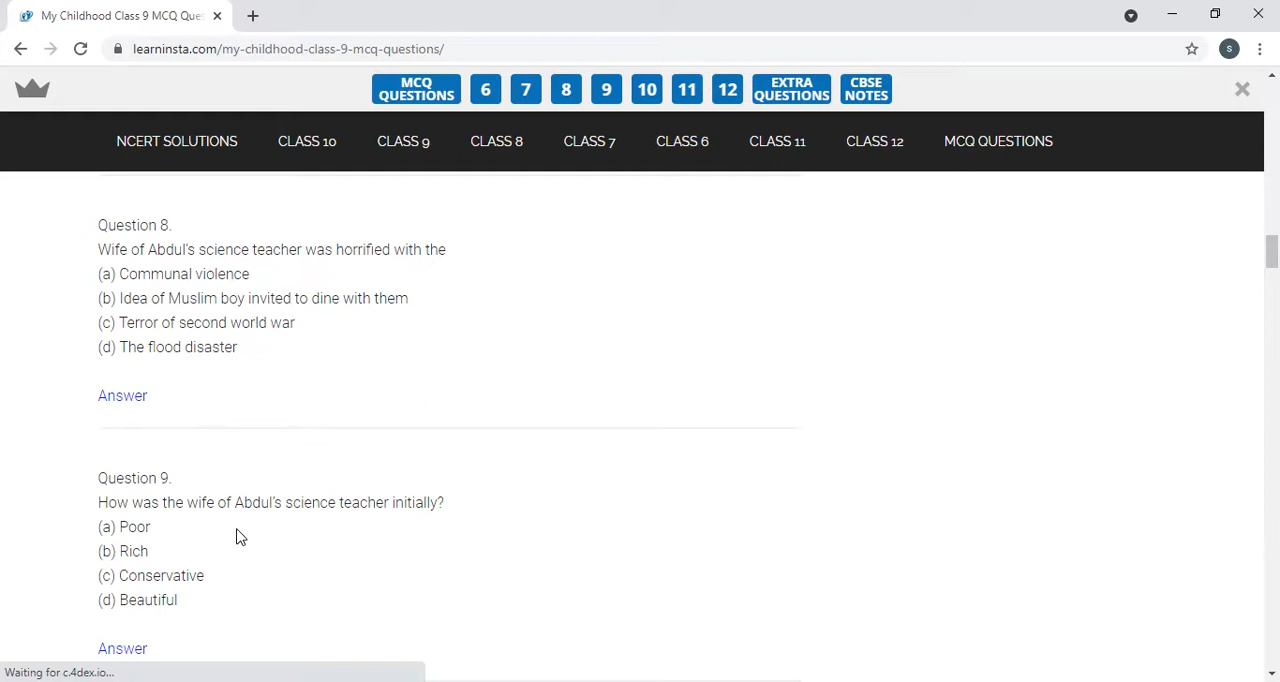 My Childhood Class 9 MCQ Ques
learninsta.com/my-childhood-class-9-mcq-questions/
S
MCQ QUESTIONS 6 7 8 9 10 11 12 EXTRA QUESTIONS CBSE NOTES
NCERT SOLUTIONS CLASS 10 CLASS 9 CLASS 8 CLASS 7 CLASS 6 CLASS 11 CLASS 12 MCQ QUESTIONS
Question 8.
Wife of Abdul's science teacher was horrified with the
(a) Communal violence
(b) Idea of Muslim boy invited to dine with them
(c) Terror of second world war
(d) The flood disaster
Answer
Question 9.
How was the wife of Abdul's science teacher initially?
(a) Poor
(b) Rich
(c) Conservative
(d) Beautiful
Answer
Waiting for c.4dex.io...